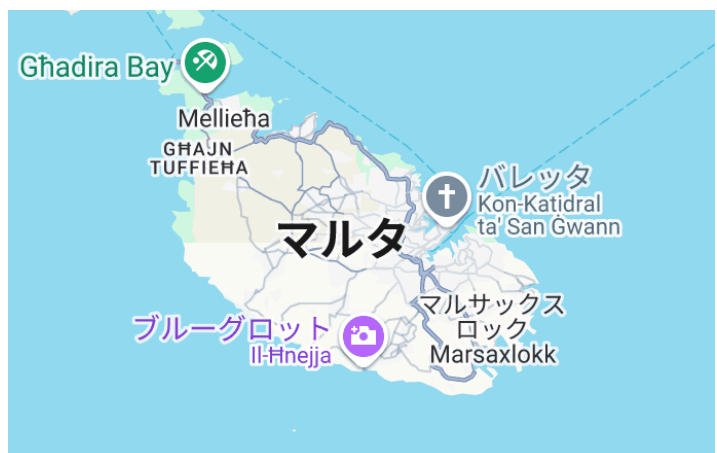 Għadira Bay
Mellieħa
GĦAJN
TUFFIEĦA
バレッタ
Kon-Katidral
ta' San Ġwann
マルタ
マルサックス
ロック
Marsaxlokk
ブルーグロット
Il-Ħnejja